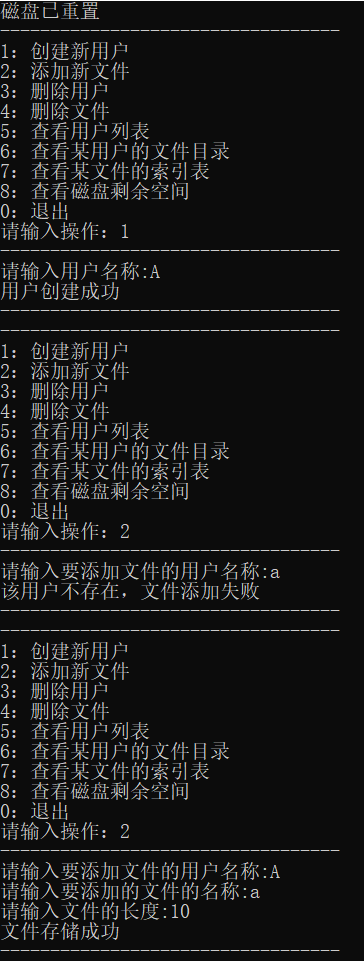 磁盘已重置
----------------------------------
1：创建新用户
2：添加新文件
3：删除用户
4：删除文件
5：查看用户列表
6：查看某用户的文件目录
7：查看某文件的索引表
8：查看磁盘剩余空间
0：退出
请输入操作：1
----------------------------------
请输入用户名称:A
用户创建成功
----------------------------------
----------------------------------
1：创建新用户
2：添加新文件
3：删除用户
4：删除文件
5：查看用户列表
6：查看某用户的文件目录
7：查看某文件的索引表
8：查看磁盘剩余空间
0：退出
请输入操作：2
----------------------------------
请输入要添加文件的用户名称:a
该用户不存在，文件添加失败
----------------------------------
----------------------------------
1：创建新用户
2：添加新文件
3：删除用户
4：删除文件
5：查看用户列表
6：查看某用户的文件目录
7：查看某文件的索引表
8：查看磁盘剩余空间
0：退出
请输入操作：2
----------------------------------
请输入要添加文件的用户名称:A
请输入要添加的文件的名称:a
请输入文件的长度:10
文件存储成功
----------------------------------